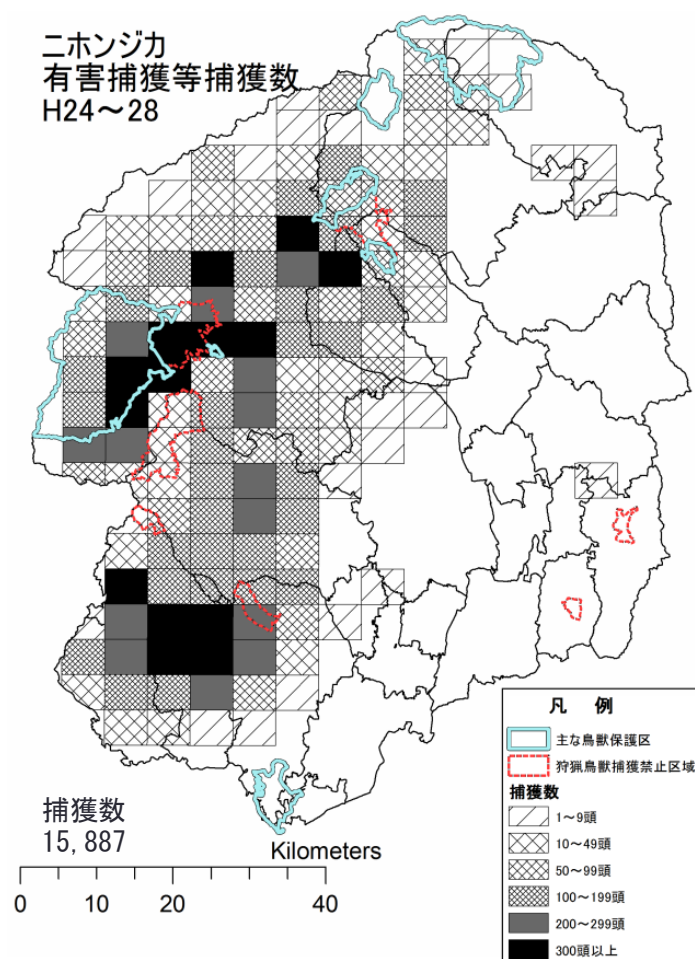 ニホンジカ
有害捕獲等捕獲数
H24～28
捕獲数
15,887
Kilometers
0 10 20 40
凡 例
主な鳥獣保護区
狩猟鳥獣捕獲禁止区域
捕獲数
1～9頭
10～49頭
50～99頭
100～199頭
200～299頭
300頭以上